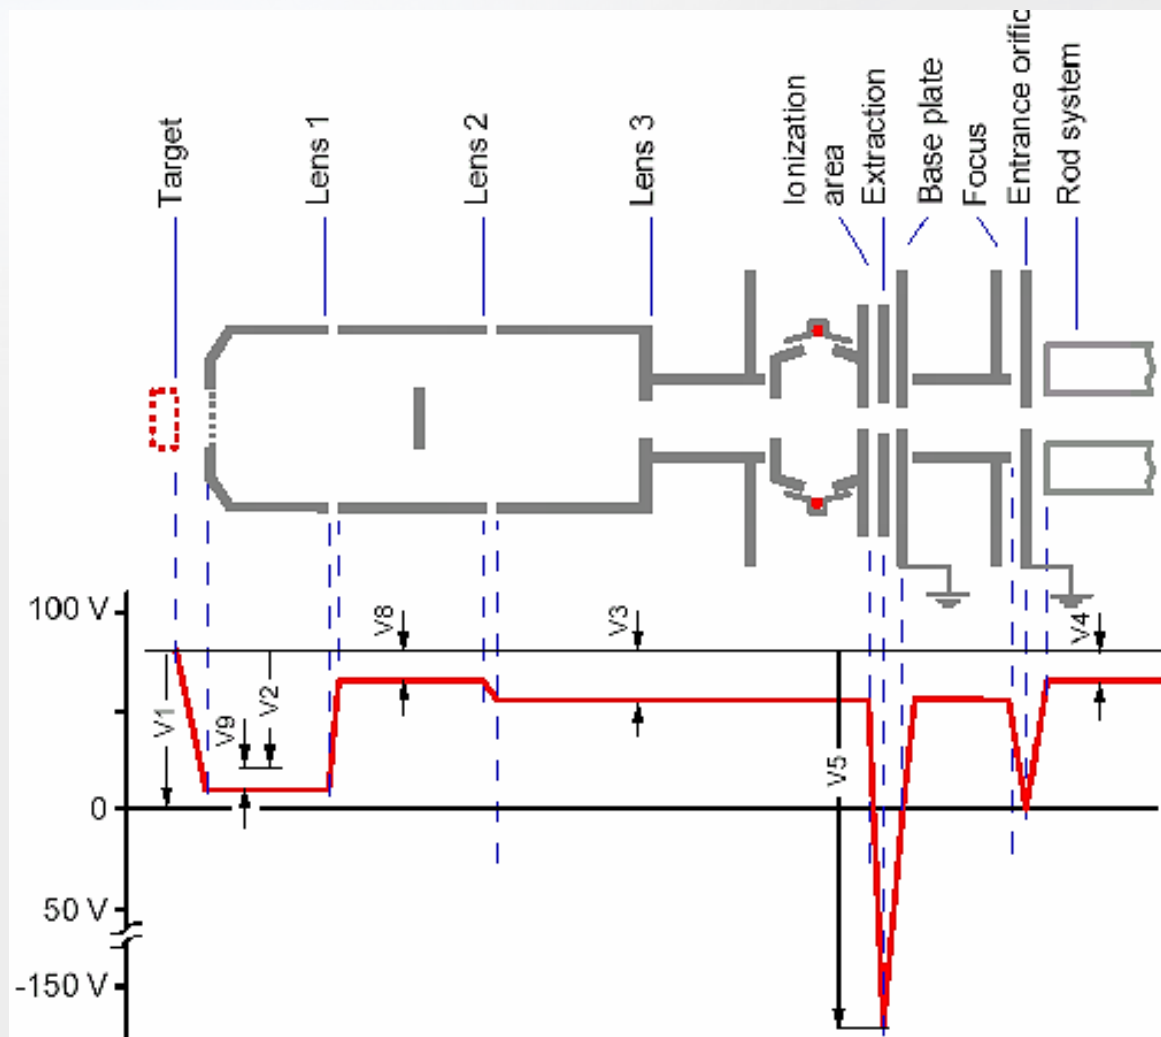 Target
Lens 1
Lens 2
Lens 3
Ionization
area
Extraction
Base plate
Focus
Entrance orific
Rod system
100 V
V8
V3
V4
V1
V2
V9
V5
0
50 V
-150 V